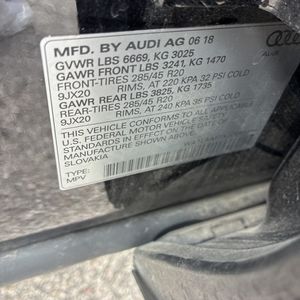 MFD. BY AUDI AG 06 18
GVWR LBS 6669, KG 3025
GAWR FRONT LBS 3241, KG 1470
FRONT-TIRES 285/45 R20
9JX20 RIMS, AT 220 KPA 32 PSI COLD
GAWR REAR LBS 3825, KG 1735
REAR-TIRES 285/45 R20
9JX20 RIMS, AT 240 KPA 35 PSI COLD
THIS VEHICLE CONFORMS TO ALL APPLICABLE
U.S. FEDERAL MOTOR VEHICLE SAFETY
STANDARDS IN EFFECT ON THE DATE OF
MANUFACTURE SHOWN ABOVE.
SLOVAKIA
TYPE:
MPV
Audi